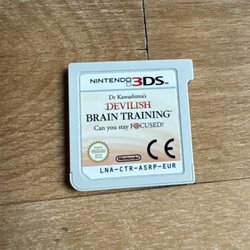 NINTENDO 3DS
Dr Kawashima's
DEVILISH
BRAIN TRAINING
Can you stay FOCUSED?
Nintendo
CE
LNA-CTR-ASRP-EUR